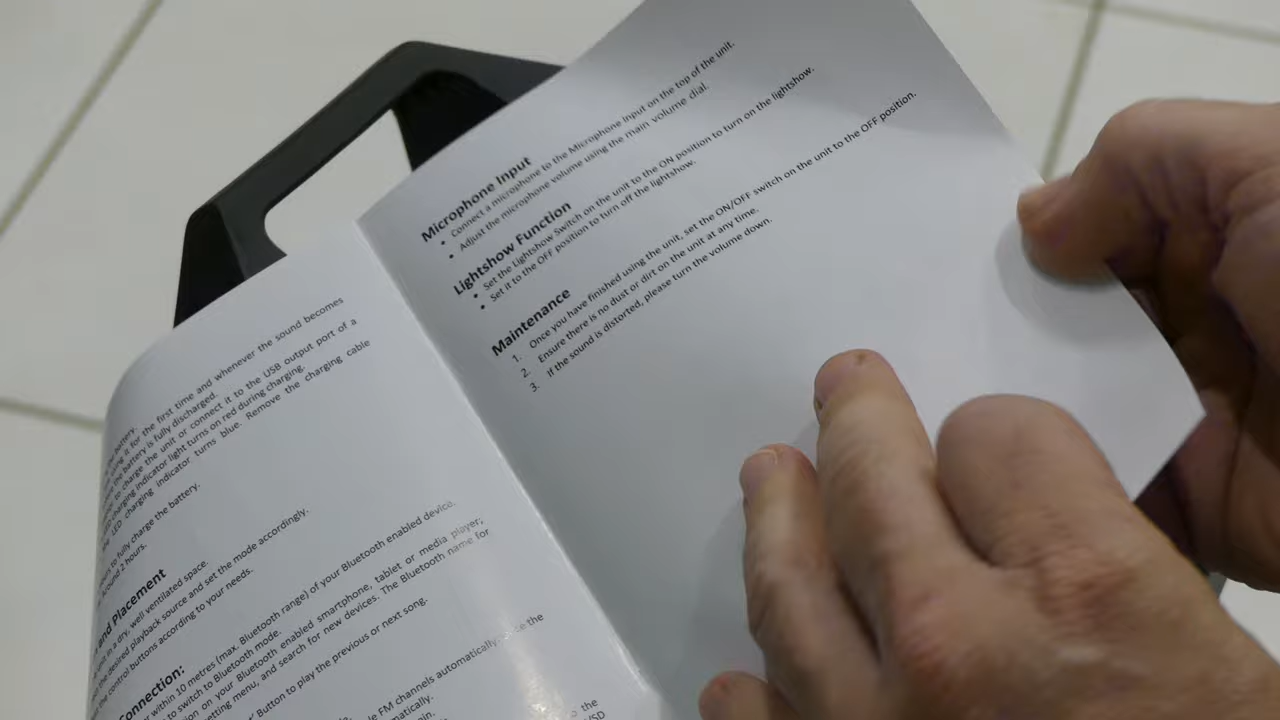 battery.
it for the first time and whenever the sound becomes
the battery is fully discharged.
to charge the unit or connect it to the USB output port of a
charging indicator light turns on red during charging.
the LED charging indicator turns blue. Remove the charging cable
to fully charge the battery.
around 2 hours.
and Placement
in a dry, well ventilated space.
the desired playback source and set the mode accordingly.
the control buttons according to your needs.
Connection:
within 10 metres (max. Bluetooth range) of your Bluetooth enabled device.
to switch to Bluetooth mode.
on your Bluetooth enabled smartphone, tablet or media player;
menu, and search for new devices. The Bluetooth name for
Button to play the previous or next song.
FM channels automatically. the
the
Microphone Input
• Connect a microphone to the Microphone Input on the top of the unit.
• Adjust the microphone volume using the main volume dial.
Lightshow Function
• Set the Lightshow Switch on the unit to the ON position to turn on the lightshow.
• Set it to the OFF position to turn off the lightshow.
Maintenance
1. Once you have finished using the unit, set the ON/OFF switch on the unit to the OFF position.
2. Ensure there is no dust or dirt on the unit at any time.
3. If the sound is distorted, please turn the volume down.